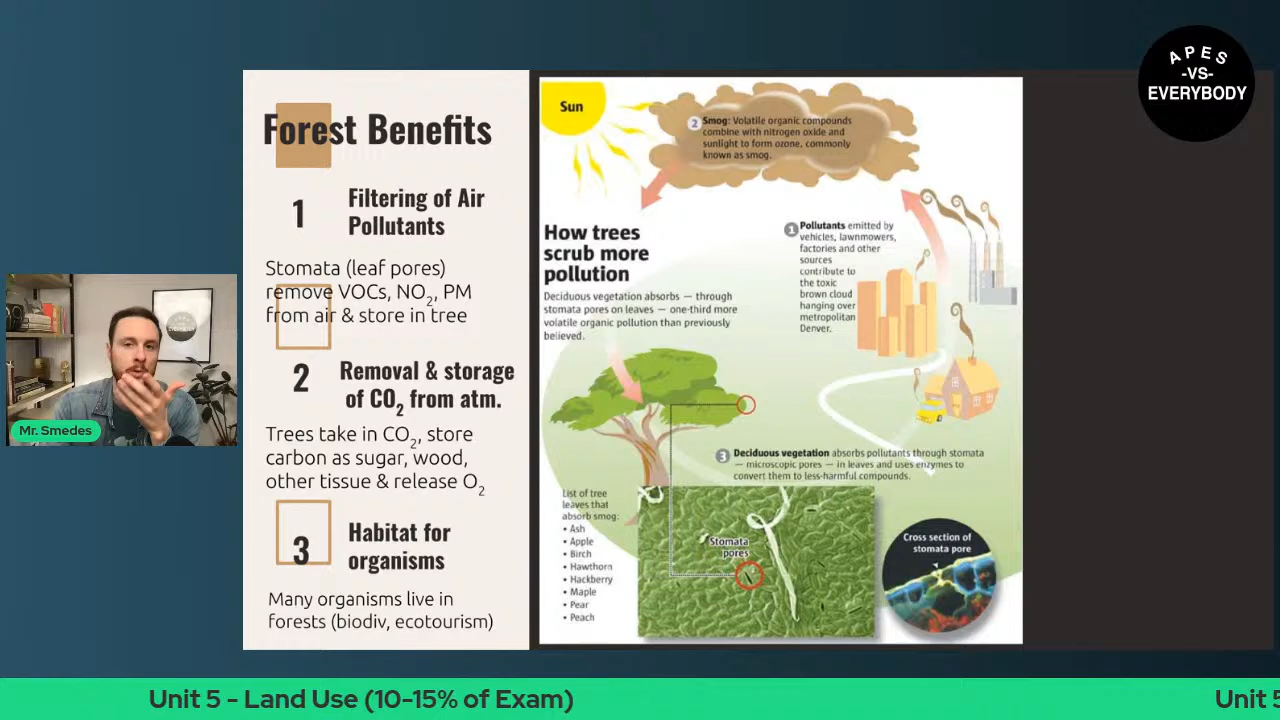 APES
-VS-
EVERYBODY
Forest Benefits
1
Filtering of Air
Pollutants
Stomata (leaf pores)
remove VOCs, NO2, PM
from air & store in tree
2
Removal & storage
of CO2 from atm.
Trees take in CO2, store
carbon as sugar, wood,
other tissue & release O2
3
Habitat for
organisms
Many organisms live in
forests (biodiv, ecotourism)
Sun
2
Smog: Volatile organic compounds
combine with nitrogen oxide and
sunlight to form ozone, commonly
known as smog.
How trees
scrub more
pollution
Deciduous vegetation absorbs — through
stomata pores on leaves — one-third more
volatile organic pollution than previously
believed.
1
Pollutants emitted by
vehicles, lawnmowers,
factories and other
sources
contribute to
the toxic
brown cloud
hanging over
metropolitan
Denver.
3
Deciduous vegetation absorbs pollutants through stomata
— microscopic pores — in leaves and uses enzymes to
convert them to less-harmful compounds.
List of tree
leaves that
absorb smog:
• Ash
• Apple
• Birch
• Hawthorn
• Hackberry
• Maple
• Pear
• Peach
Stomata
pores
Cross section of
stomata pore
Mr. Smedes
Unit 5 - Land Use (10-15% of Exam)
Unit 5